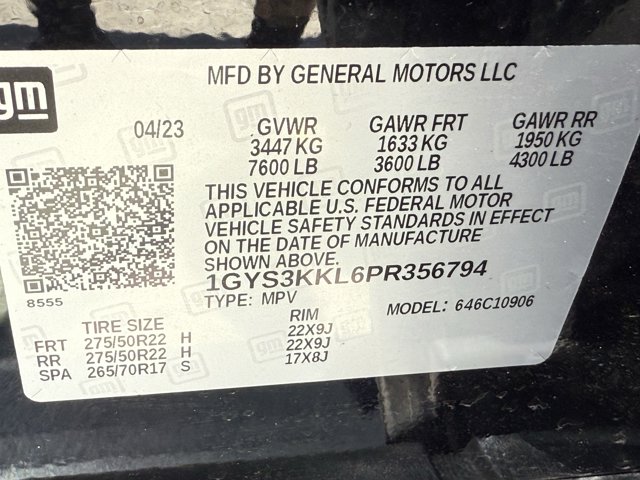 gm
MFD BY GENERAL MOTORS LLC
04/23 GVWR GAWR FRT GAWR RR
3447 KG 1633 KG 1950 KG
7600 LB 3600 LB 4300 LB
THIS VEHICLE CONFORMS TO ALL
APPLICABLE U.S. FEDERAL MOTOR
VEHICLE SAFETY STANDARDS IN EFFECT
ON THE DATE OF MANUFACTURE
SHOWN ABOVE.
8555
1GYS3KKL6PR356794
TYPE: MPV MODEL: 646C10906
TIRE SIZE RIM
FRT 275/50R22 H 22X9J
RR 275/50R22 H 22X9J
SPA 265/70R17 S 17X8J